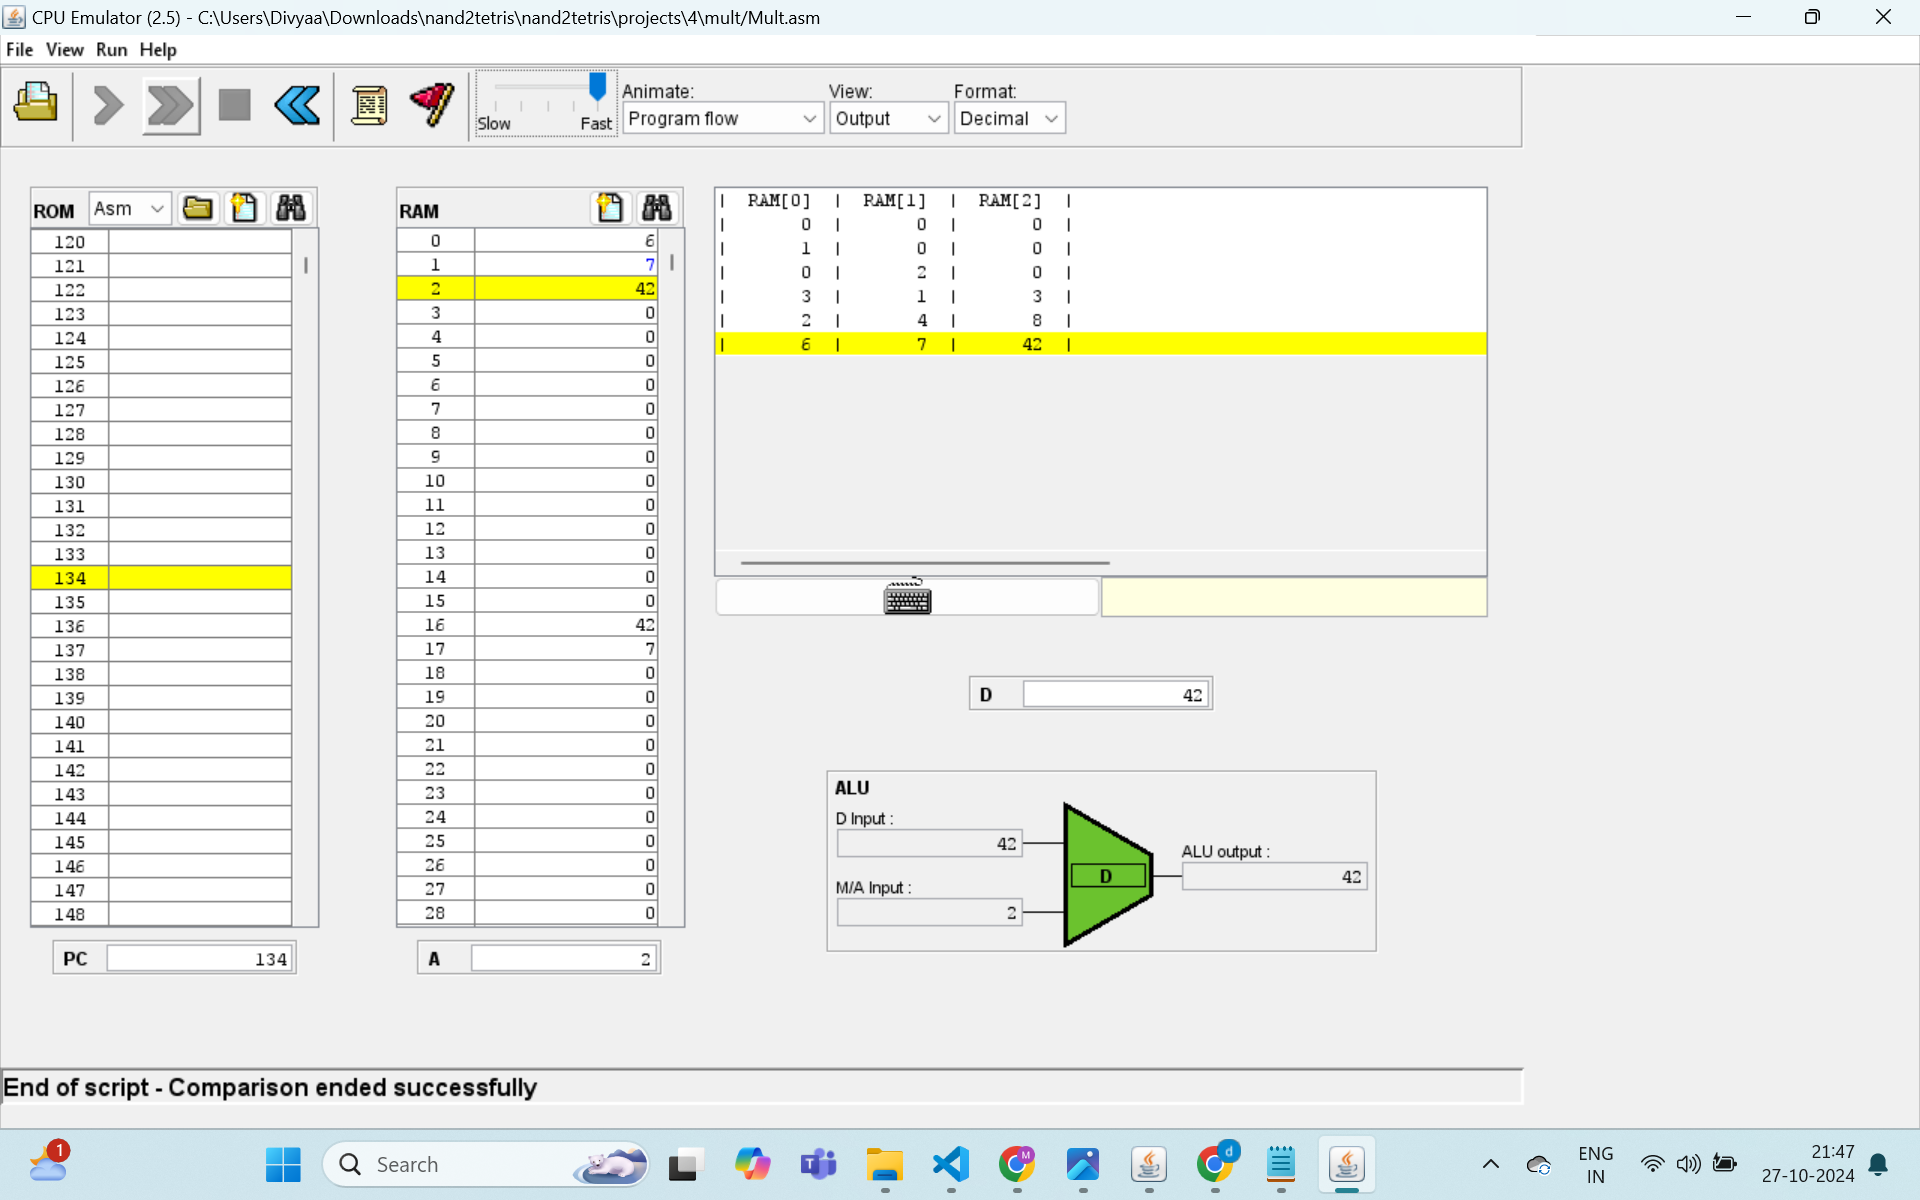 CPU Emulator (2.5) - C:\Users\Divyaa\Downloads\nand2tetris\nand2tetris\projects\4\mult/Mult.asm
File View Run Help
Slow Fast
Animate: View: Format:
Program flow Output Decimal
ROM Asm
120
121
122
123
124
125
126
127
128
129
130
131
132
133
134
135
136
137
138
139
140
141
142
143
144
145
146
147
148
PC 134
RAM
0 6
1 7
2 42
3 0
4 0
5 0
6 0
7 0
8 0
9 0
10 0
11 0
12 0
13 0
14 0
15 0
16 42
17 7
18 0
19 0
20 0
21 0
22 0
23 0
24 0
25 0
26 0
27 0
28 0
A 2
| RAM[0] | RAM[1] | RAM[2] |
| 0 | 0 | 0 |
| 1 | 0 | 0 |
| 0 | 2 | 0 |
| 3 | 1 | 3 |
| 2 | 4 | 8 |
| 6 | 7 | 42 |
D 42
ALU
D Input :
42
M/A Input :
2
D
ALU output :
42
End of script - Comparison ended successfully
1
Search
M
d
ENG
IN
21:47
27-10-2024